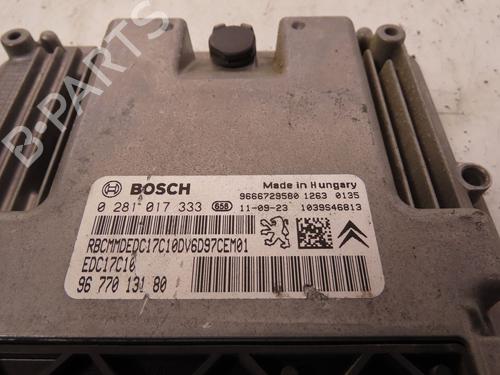 B-PARTS
BOSCH
Made in Hungary
9666729580 1263 0135
0 281 017 333 658 11-09-23 1039S46813
RBCMMDEDC17C10DV6D97CEM01
EDC17C10
96 770 131 80